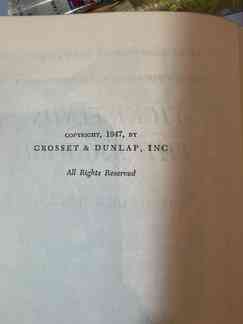 COPYRIGHT, 1947, BY
GROSSET & DUNLAP, INC.
All Rights Reserved